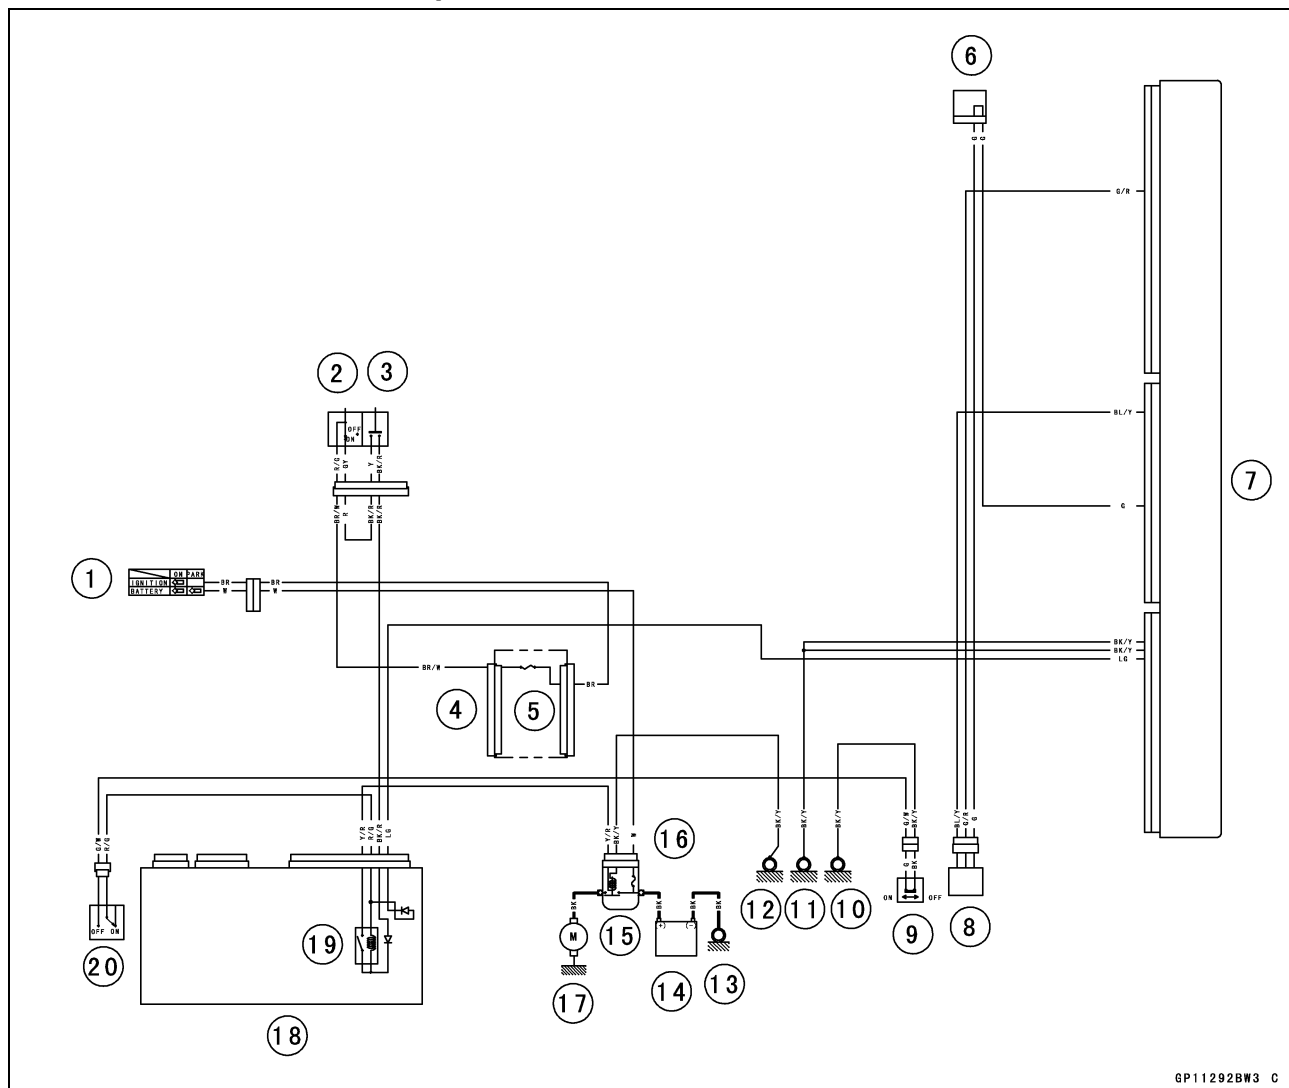 6
G
G
G/R
2
3
OFF
ON
R/G
GY
Y
BK/R
BL/Y
7
BR/W
R
BK/R
BK/R
G
1
ON PARK
IGNITION
BATTERY
BR
W
BR
W
BK/Y
BK/Y
LG
BR/W
4
5
BR
G/W
R/G
Y/R
R/G
BK/R
LG
Y/R
BK/Y
W
16
BK/Y
BK/Y
BK/Y
G/W
BK/Y
BL/Y
G/R
G
G
BK
ON
OFF
12
11
10
9
8
BK
BK
BK
BK
M
(+)
(-)
15
17
14
13
OFF ON
20
19
18
GP11292BW3 C